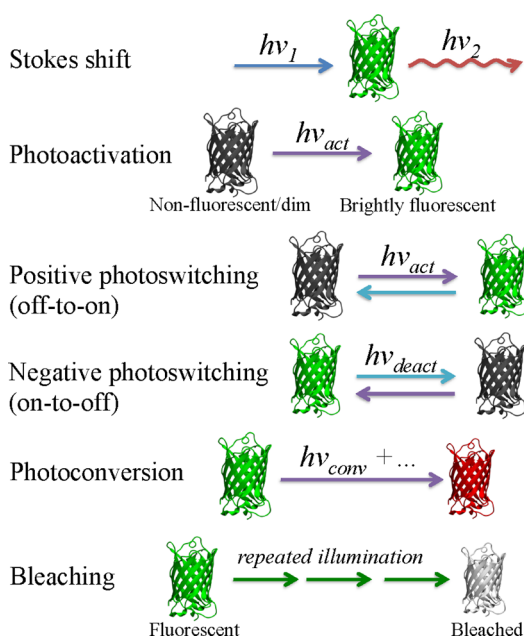 Stokes shift hv1 hv2
Photoactivation hvact
Non-fluorescent/dim Brightly fluorescent
Positive photoswitching hvact
(off-to-on)
Negative photoswitching hvdeact
(on-to-off)
Photoconversion hvconv + ...
Bleaching repeated illumination
Fluorescent Bleached